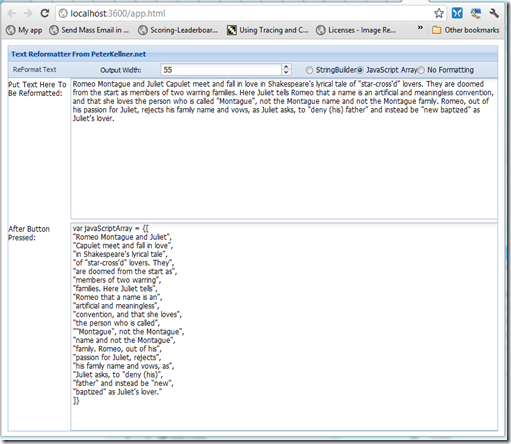 localhost:3600/app.html
My app
Send Mom Email in ...
Scoring-Leaderboar...
Using Tracing and C...
License - Image Re...
»
Other bookmarks
Text Reformatter From PeterKellner.net
ReFormat Text
Output Width:
55
StringBuilder
JavaScript Array
No Formatting
Put Text Here To
Be Reformatted:
Romeo Montague and Juliet Capulet meet and fall in love in Shakespeare's lyrical tale of "star-cross'd" lovers. They are doomed
from the start as members of two warring families. Here Juliet tells Romeo that a name is an artificial and meaningless convention,
and that she loves the person who is called "Montague", not the Montague name and not the Montague family. Romeo, out of
his passion for Juliet, rejects his family name and vows, as Juliet asks, to "deny (his) father" and instead be "new baptized" as
Juliet's lover.
After Button
Pressed:
var javaScriptArray = {[
"Romeo Montague and Juliet",
"Capulet meet and fall in love",
"in Shakespeare's lyrical tale",
"of "star-cross'd" lovers. They",
"are doomed from the start as",
"members of two warring",
"families. Here Juliet tells",
"Romeo that a name is an",
"artificial and meaningless",
"convention, and that she loves",
"the person who is called",
""Montague", not the Montague",
"name and not the Montague",
"family. Romeo, out of his",
"passion for Juliet, rejects",
"his family name and vows, as",
"Juliet asks, to "deny (his)",
"father" and instead be "new",
"baptized" as Juliet's lover."
]}